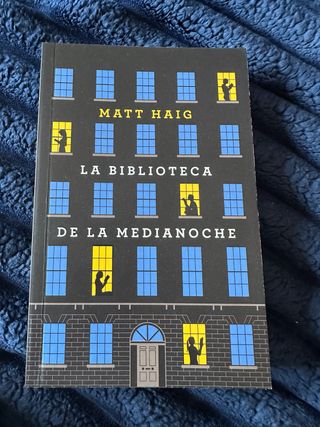 MATT HAIG
LA BIBLIOTECA
DE LA MEDIANOCHE